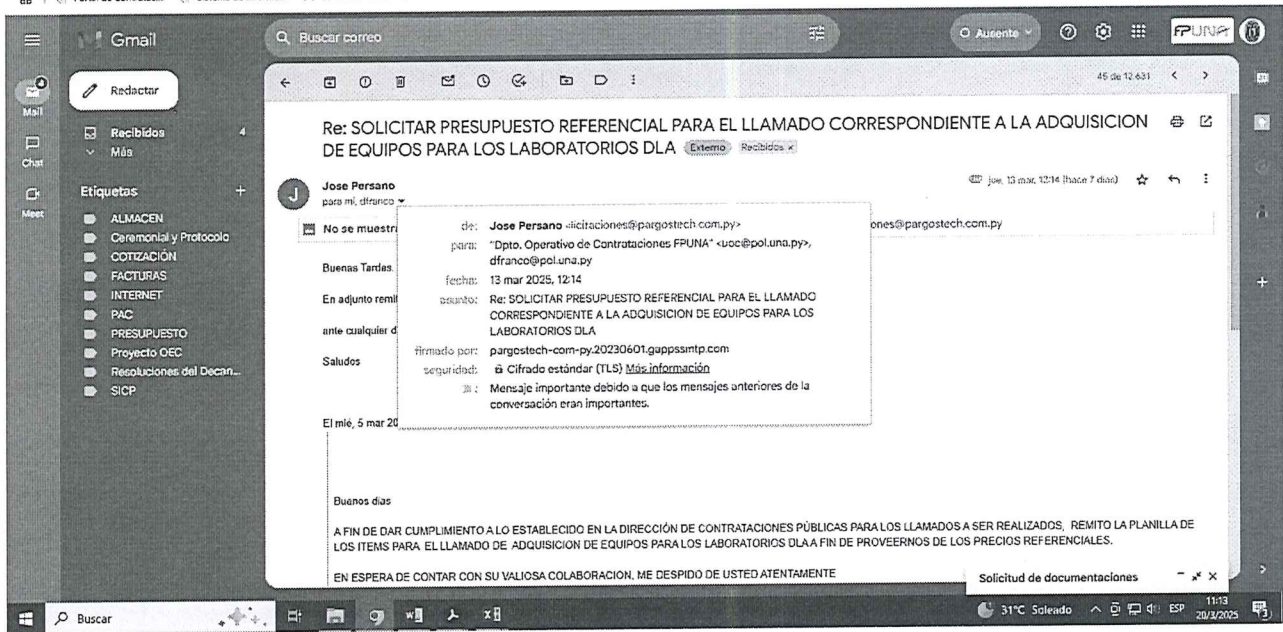 Gmail
Buscar correo
Ausente
FPUNA
4
Mail
Redactar
45 de 12.631
Recibidos 4
Más
Chat
Meet
Etiquetas
ALMACEN
Ceremonial y Protocolo
COTIZACIÓN
FACTURAS
INTERNET
PAC
PRESUPUESTO
Proyecto OEC
Resoluciones del Decan...
SICP
Re: SOLICITAR PRESUPUESTO REFERENCIAL PARA EL LLAMADO CORRESPONDIENTE A LA ADQUISICION
DE EQUIPOS PARA LOS LABORATORIOS DLA Externo Recibidos x
J
Jose Persano
jue, 13 mar, 12:14 (hace 7 días)
para mí, dfranco
No se muestr
ones@pargostech.com.py
de: Jose Persano <licitaciones@pargostech.com.py>
para: "Dpto. Operativo de Contrataciones FPUNA" <uoc@pol.una.py>,
dfranco@pol.una.py
fecha: 13 mar 2025, 12:14
asunto: Re: SOLICITAR PRESUPUESTO REFERENCIAL PARA EL LLAMADO
CORRESPONDIENTE A LA ADQUISICION DE EQUIPOS PARA LOS
LABORATORIOS DLA
firmado por: pargostech-com-py.20230601.gappssmtp.com
seguridad: Cifrado estándar (TLS) Más información
Mensaje importante debido a que los mensajes anteriores de la
conversación eran importantes.
Buenas Tardes.
En adjunto remit
ante cualquier d
Saludos
El mié, 5 mar 20
Buenos dias
A FIN DE DAR CUMPLIMIENTO A LO ESTABLECIDO EN LA DIRECCIÓN DE CONTRATACIONES PÚBLICAS PARA LOS LLAMADOS A SER REALIZADOS, REMITO LA PLANILLA DE
LOS ITEMS PARA EL LLAMADO DE ADQUISICION DE EQUIPOS PARA LOS LABORATORIOS DLA A FIN DE PROVEERNOS DE LOS PRECIOS REFERENCIALES.
EN ESPERA DE CONTAR CON SU VALIOSA COLABORACION, ME DESPIDO DE USTED ATENTAMENTE
Solicitud de documentaciones
Buscar
31°C Soleado
ESP
11:13
20/3/2025